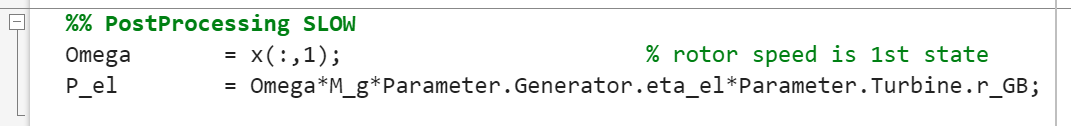 %% PostProcessing SLOW
Omega = x(:,1); % rotor speed is 1st state
P_el = Omega*M_g*Parameter.Generator.eta_el*Parameter.Turbine.r_GB;